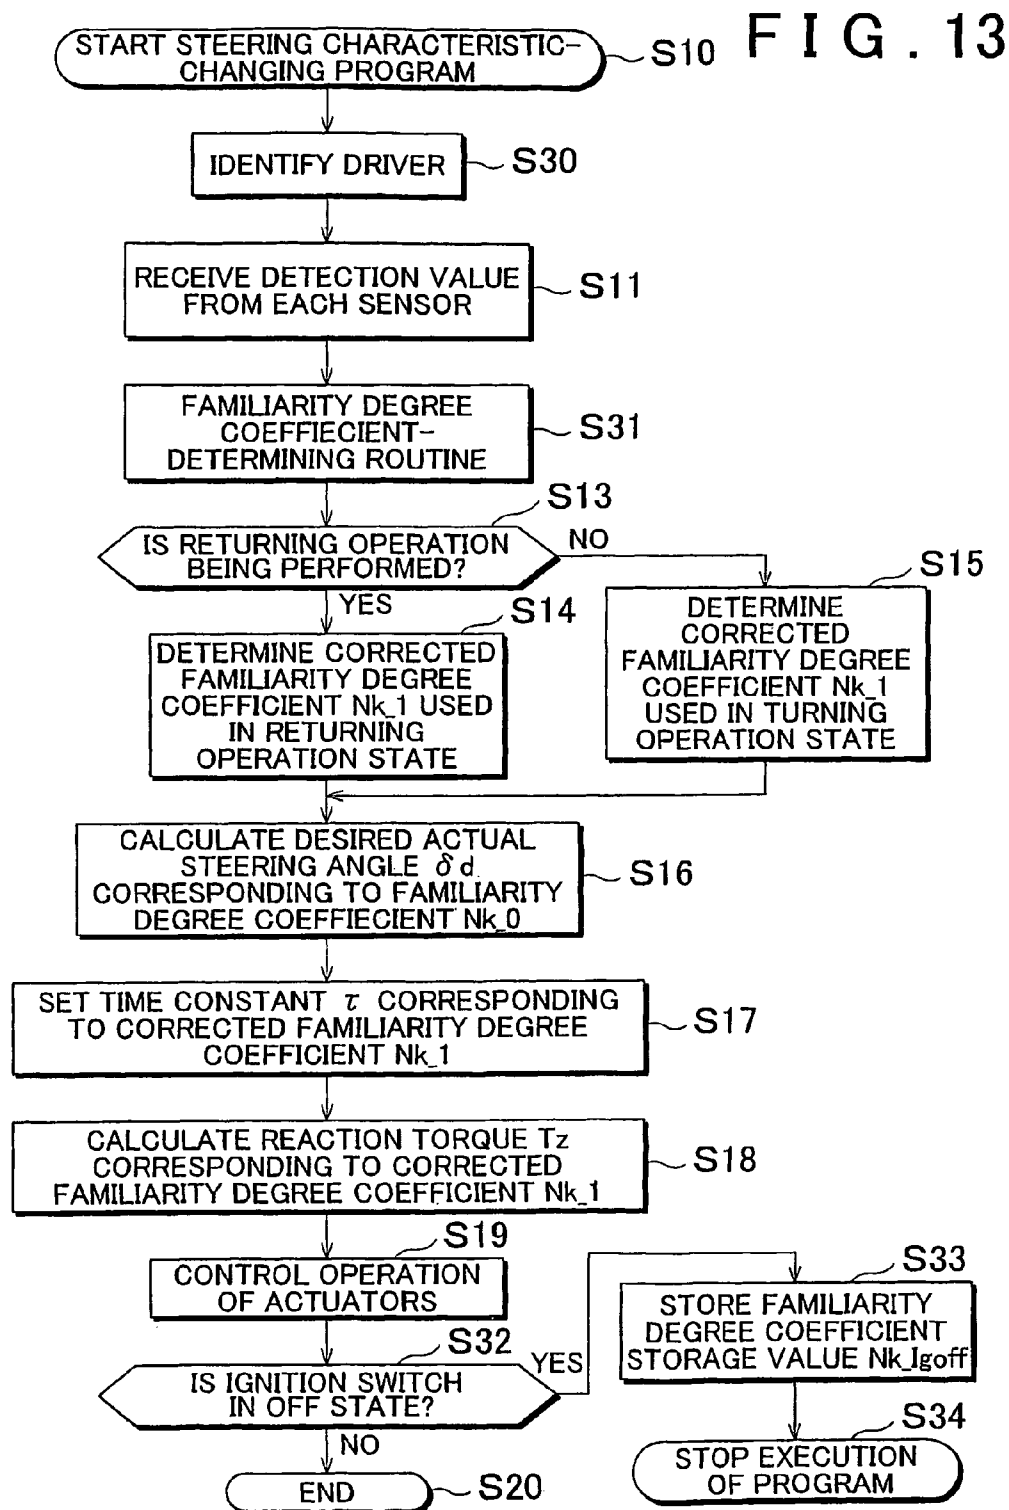 FIG. 13
START STEERING CHARACTERISTIC-
CHANGING PROGRAM
S10
IDENTIFY DRIVER
S30
RECEIVE DETECTION VALUE
FROM EACH SENSOR
S11
FAMILIARITY DEGREE
COEFFIECIENT-
DETERMINING ROUTINE
S31
S13
IS RETURNING OPERATION
BEING PERFORMED?
NO
YES
S14
DETERMINE CORRECTED
FAMILIARITY DEGREE
COEFFICIENT Nk_1 USED
IN RETURNING
OPERATION STATE
S15
DETERMINE
CORRECTED
FAMILIARITY DEGREE
COEFFICIENT Nk_1
USED IN TURNING
OPERATION STATE
CALCULATE DESIRED ACTUAL
STEERING ANGLE δd
CORRESPONDING TO FAMILIARITY
DEGREE COEFFIECIENT Nk_0
S16
SET TIME CONSTANT τ CORRESPONDING
TO CORRECTED FAMILIARITY DEGREE
COEFFICIENT Nk_1
S17
CALCULATE REACTION TORQUE Tz
CORRESPONDING TO CORRECTED
FAMILIARITY DEGREE COEFFICIENT Nk_1
S18
S19
CONTROL OPERATION
OF ACTUATORS
S32
IS IGNITION SWITCH
IN OFF STATE?
YES
NO
S33
STORE FAMILIARITY
DEGREE COEFFICIENT
STORAGE VALUE Nk_Igoff
S34
STOP EXECUTION
OF PROGRAM
END
S20